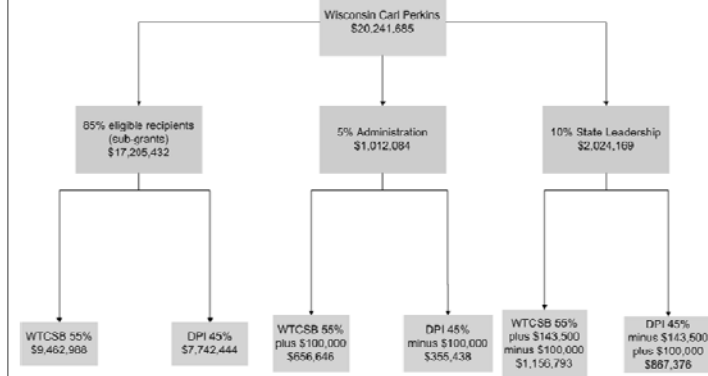 Wisconsin Carl Perkins
$20,241,685
85% eligible recipients
(sub-grants)
$17,205,432
5% Administration
$1,012,084
10% State Leadership
$2,024,169
WTCSB 55%
$9,462,988
DPI 45%
$7,742,444
WTCSB 55%
plus $100,000
$656,646
DPI 45%
minus $100,000
$355,438
WTCSB 55%
plus $143,500
minus $100,000
$1,156,793
DPI 45%
minus $143,500
plus $100,000
$867,376